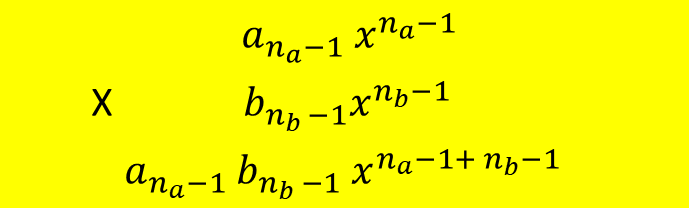 a_{n_a-1} x^{n_a-1}
X b_{n_b-1} x^{n_b-1}
a_{n_a-1} b_{n_b-1} x^{n_a-1+n_b-1}